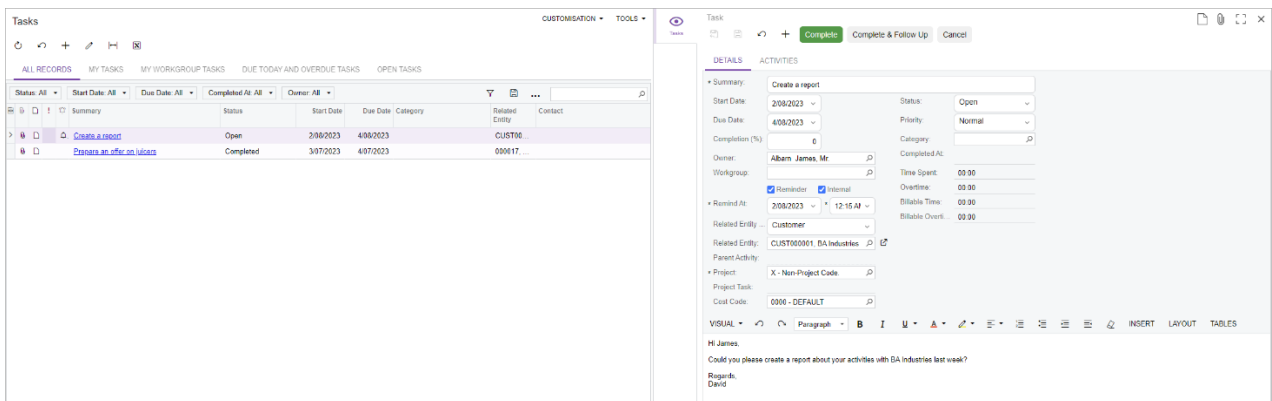 Tasks
CUSTOMISATION TOOLS
ALL RECORDS MY TASKS MY WORKGROUP TASKS DUE TODAY AND OVERDUE TASKS OPEN TASKS
Status: All Start Date: All Due Date: All Completed At: All Owner: All
Summary Status Start Date Due Date Category Related Entity Contact
Create a report Open 2/08/2023 4/08/2023 CUST00...
Prepare an offer on juicers Completed 3/07/2023 4/07/2023 000017, ...
Tasks
Task
Complete Complete & Follow Up Cancel
DETAILS ACTIVITIES
* Summary: Create a report
Start Date: 2/08/2023 Status: Open
Due Date: 4/08/2023 Priority: Normal
Completion (%): 0 Category:
Owner: Albarn James, Mr. Completed At:
Workgroup: Time Spent: 00:00
Reminder Internal Overtime: 00:00
* Remind At: 2/08/2023 * 12:15 AM Billable Time: 00:00
Related Entity ... Customer Billable Overti... 00:00
Related Entity: CUST000001, BA Industries
Parent Activity:
* Project: X - Non-Project Code.
Project Task:
Cost Code: 0000 - DEFAULT
VISUAL Paragraph B I U A INSERT LAYOUT TABLES
Hi James,
Could you please create a report about your activities with BA Industries last week?
Regards,
David